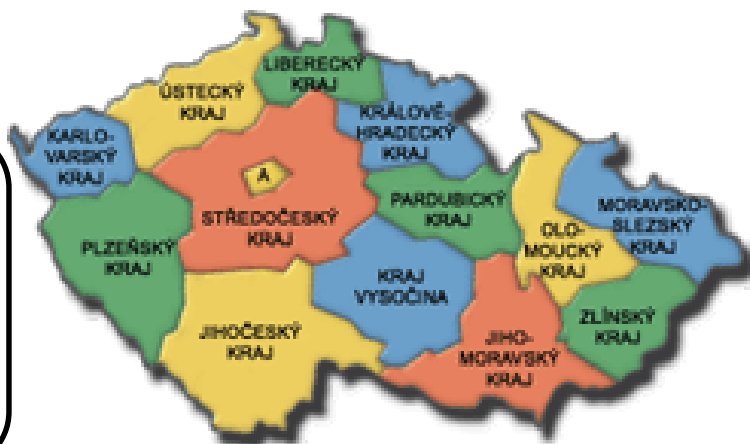 LIBERECKÝ
KRAJ
ÚSTECKÝ
KRAJ
KRÁLOVÉ-
HRADECKÝ
KRAJ
KARLO-
VARSKÝ
KRAJ
A
STŘEDOČESKÝ
KRAJ
PARDUBICKÝ
KRAJ
MORAVSKO-
SLEZSKÝ
KRAJ
OLO-
MOUCKÝ
KRAJ
PLZEŇSKÝ
KRAJ
KRAJ
VYSOČINA
ZLÍNSKÝ
KRAJ
JIHOČESKÝ
KRAJ
JIHO-
MORAVSKÝ
KRAJ